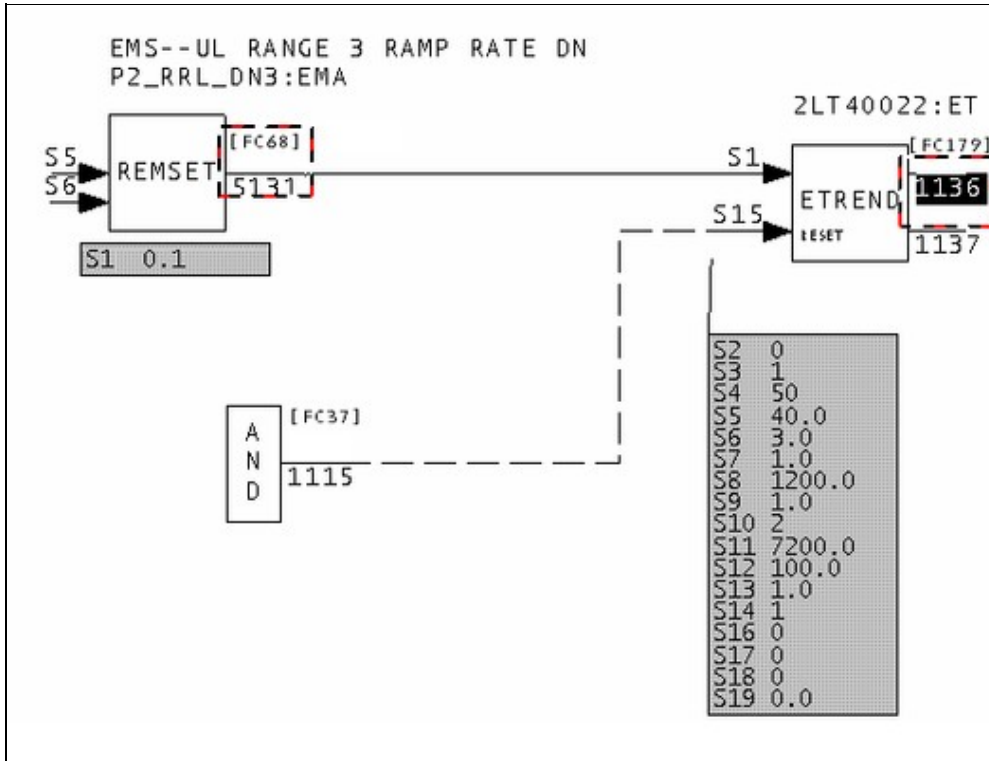 EMS--UL RANGE 3 RAMP RATE DN
P2_RRL_DN3:EMA
2LT40022:ET
[FC68]
[FC179]
S5
S6
REMSET
5131
S1
S15
ETREND
RESET
1136
1137
S1 0.1
[FC37]
AND
1115
S2 0
S3 1
S4 50
S5 40.0
S6 3.0
S7 1.0
S8 1200.0
S9 1.0
S10 2
S11 7200.0
S12 100.0
S13 1.0
S14 1
S16 0
S17 0
S18 0
S19 0.0